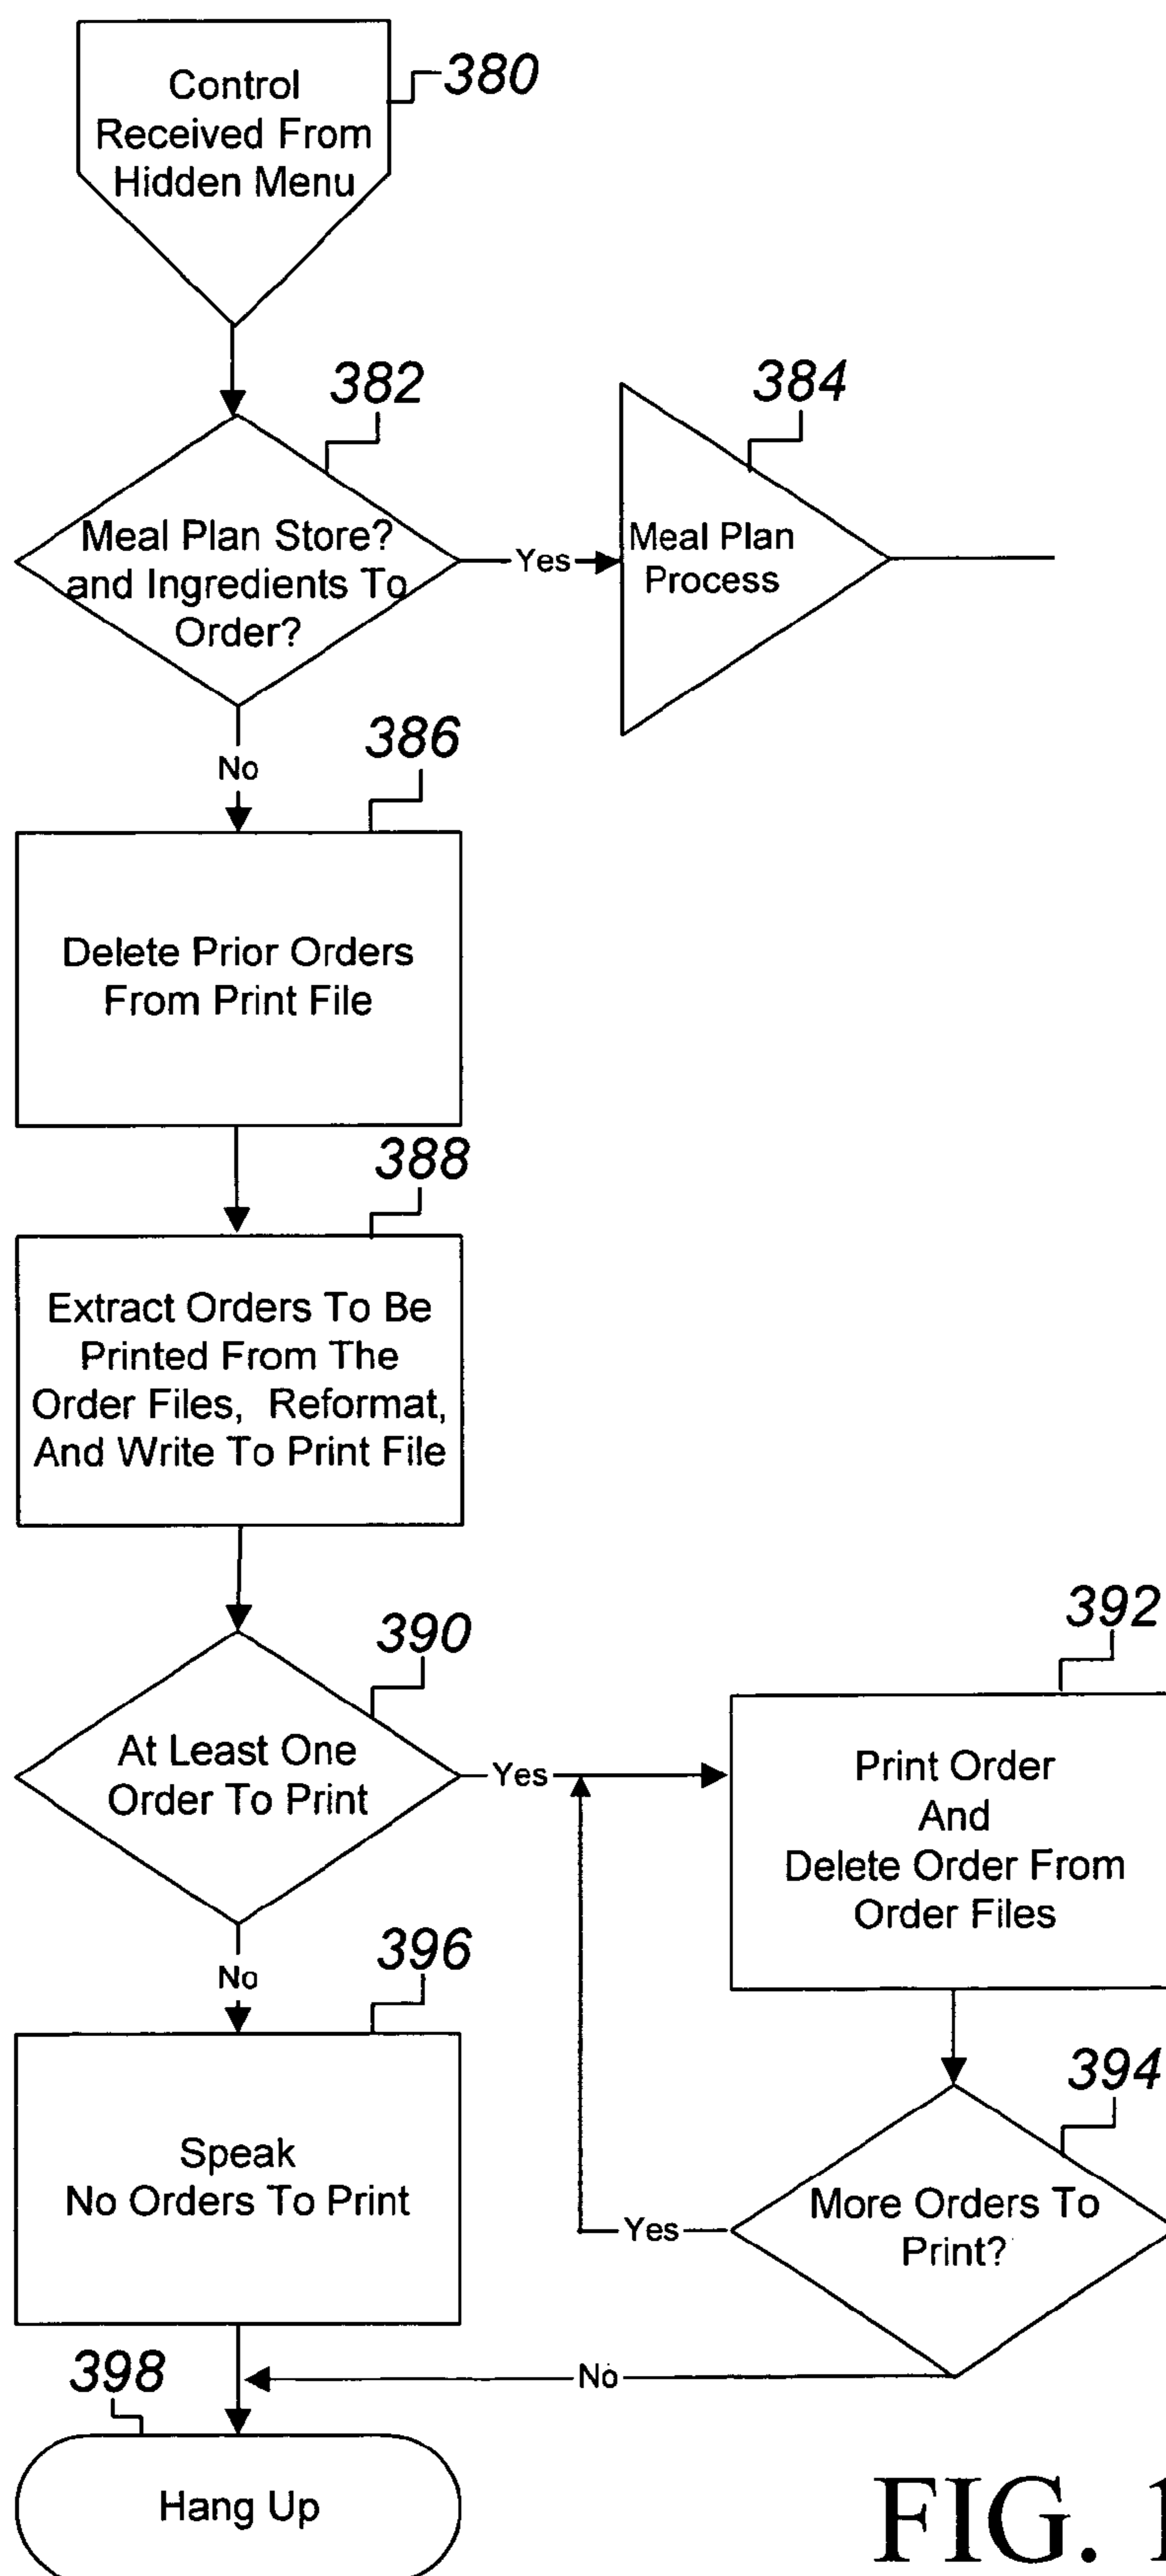 380
Control
Received From
Hidden Menu
382
Meal Plan Store?
and Ingredients To
Order?
Yes
384
Meal Plan
Process
No
386
Delete Prior Orders
From Print File
388
Extract Orders To Be
Printed From The
Order Files, Reformat,
And Write To Print File
390
At Least One
Order To Print
Yes
392
Print Order
And
Delete Order From
Order Files
No
396
Speak
No Orders To Print
394
More Orders To
Print?
Yes
No
398
Hang Up
FIG.